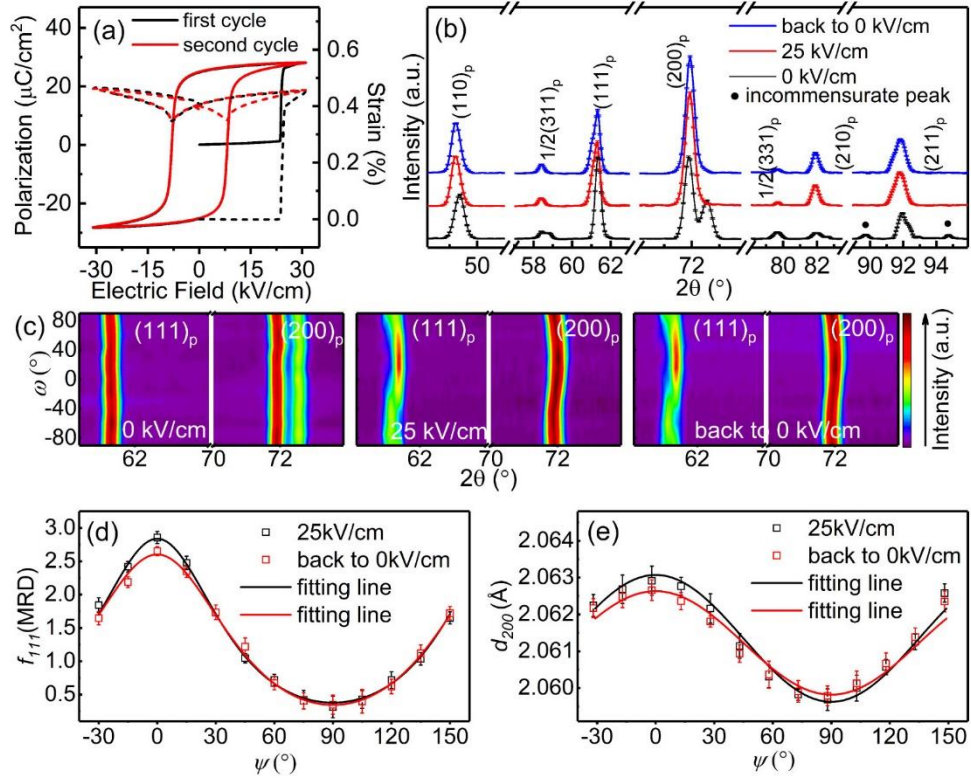 (a)
first cycle
second cycle
Polarization (μC/cm²)
40
20
0
-20
0.6
0.4
0.2
0.0
Strain (%)
-30 -15 0 15 30
Electric Field (kV/cm)
(b)
back to 0 kV/cm
25 kV/cm
0 kV/cm
• incommensurate peak
Intensity (a.u.)
(110)p
1/2(311)p
(111)p
(200)p
1/2(331)p
(210)p
(211)p
50 58 60 62 72 80 82 90 92 94
2θ (°)
(c)
ω(°)
80
40
0
-40
-80
(111)p (200)p
0 kV/cm
(111)p (200)p
25 kV/cm
(111)p (200)p
back to 0 kV/cm
62 70 72 62 70 72 62 70 72
2θ (°)
Intensity (a.u.)
(d)
25kV/cm
back to 0kV/cm
fitting line
fitting line
f111(MRD)
3.0
2.5
2.0
1.5
1.0
0.5
-30 0 30 60 90 120 150
ψ(°)
(e)
25kV/cm
back to 0kV/cm
fitting line
fitting line
d200(Å)
2.064
2.063
2.062
2.061
2.060
-30 0 30 60 90 120 150
ψ(°)